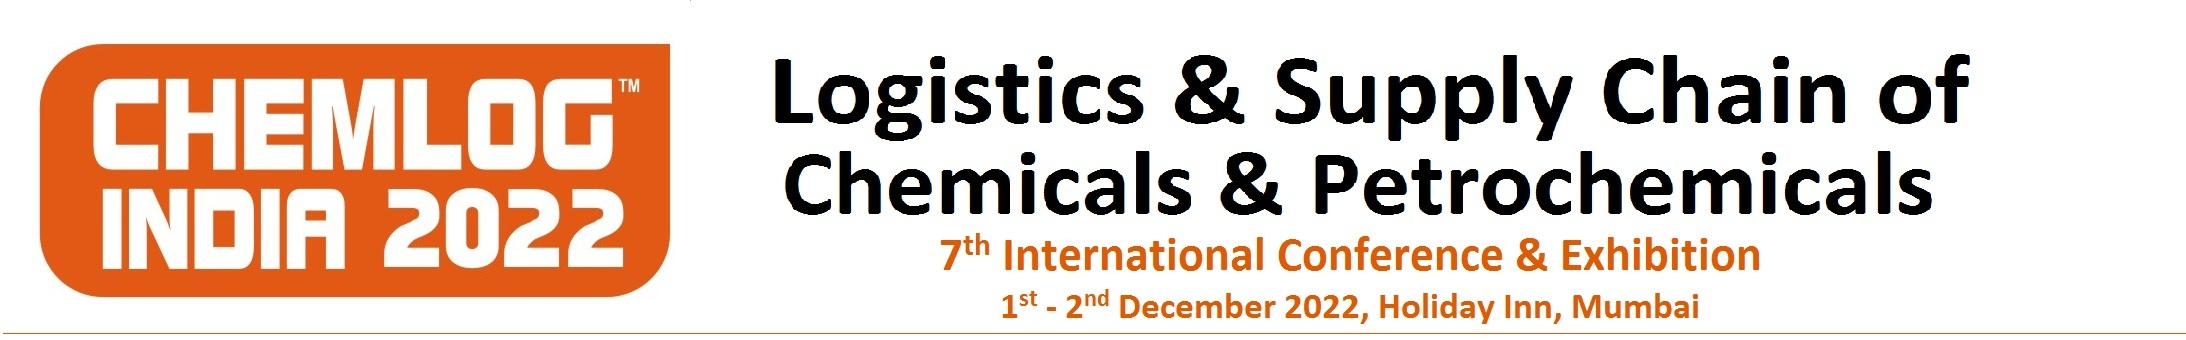 CHEMLOG™
INDIA 2022
Logistics & Supply Chain of
Chemicals & Petrochemicals
7th International Conference & Exhibition
1st - 2nd December 2022, Holiday Inn, Mumbai